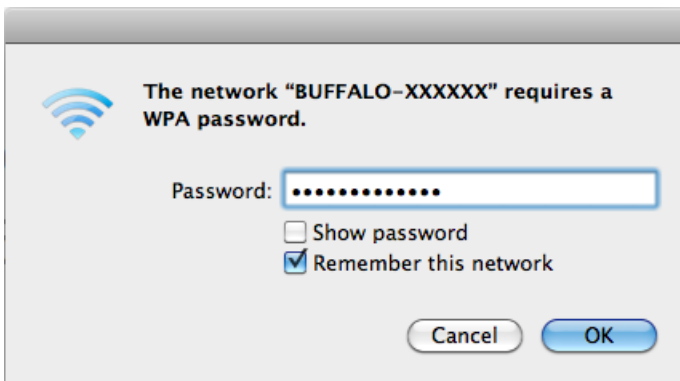 The network “BUFFALO-XXXXXX” requires a
WPA password.
Password: •••••••••••••
Show password
Remember this network
Cancel OK